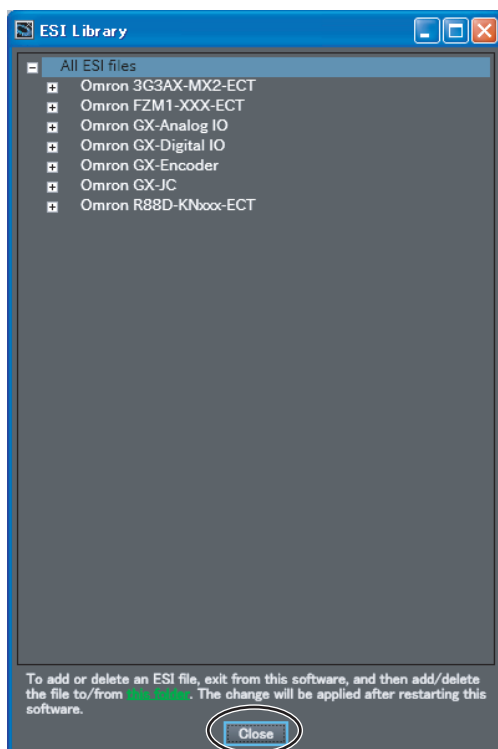 ESI Library
All ESI files
Omron 3G3AX-MX2-ECT
Omron FZM1-XXX-ECT
Omron GX-Analog IO
Omron GX-Digital IO
Omron GX-Encoder
Omron GX-JC
Omron R88D-KNxxx-ECT
To add or delete an ESI file, exit from this software, and then add/delete
the file to/from this folder. The change will be applied after restarting this
software.
Close